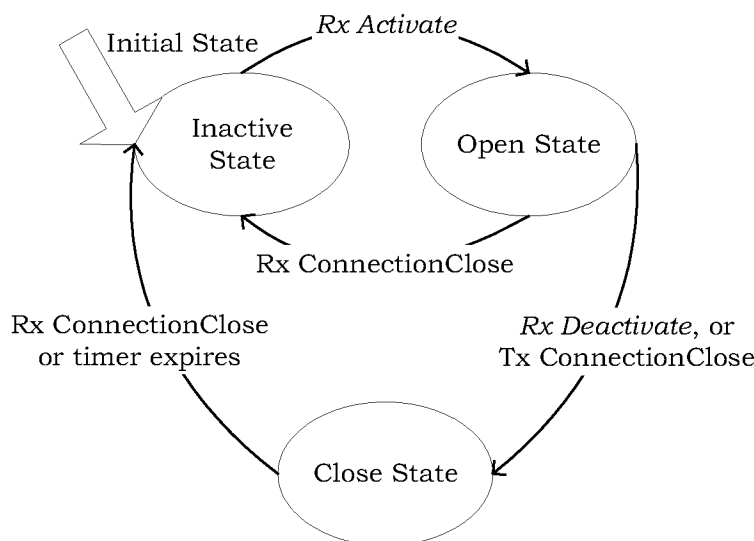 Rx Activate
Initial State
Inactive
State
Open State
Rx ConnectionClose
Rx ConnectionClose
or timer expires
Rx Deactivate, or
Tx ConnectionClose
Close State